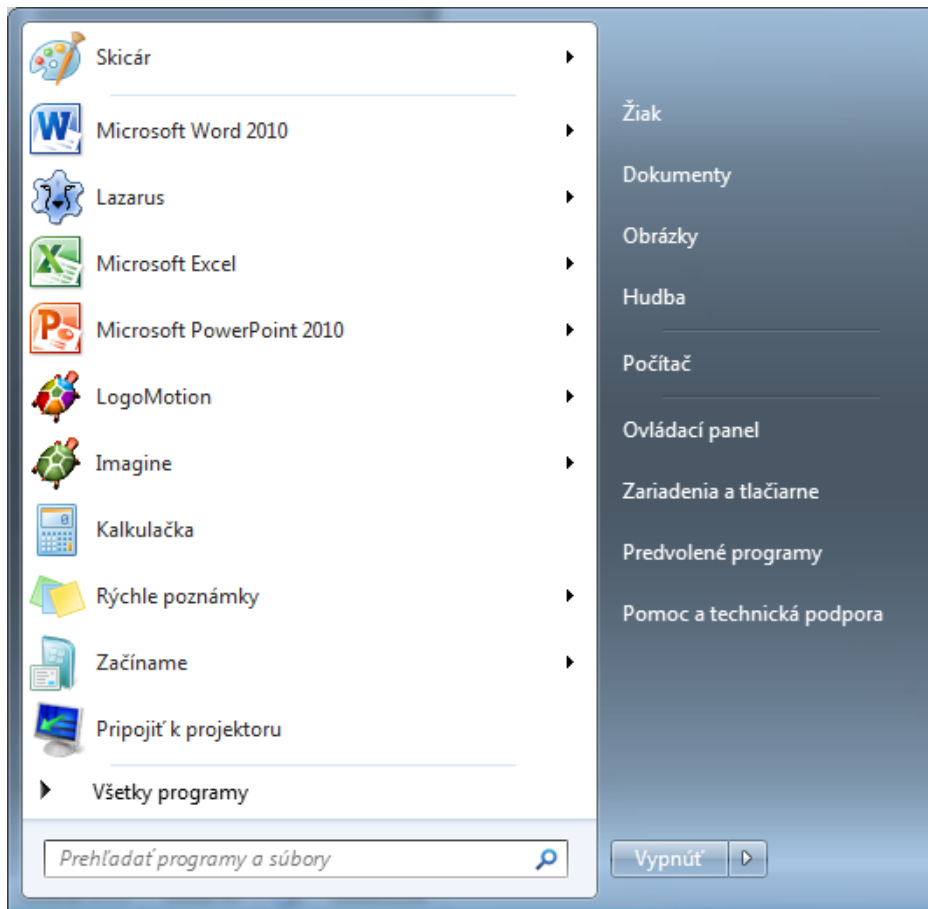 Skicár
Microsoft Word 2010
Lazarus
Microsoft Excel
Microsoft PowerPoint 2010
LogoMotion
Imagine
Kalkulačka
Rýchle poznámky
Začíname
Pripojiť k projektoru
Všetky programy
Prehľadať programy a súbory
Žiak
Dokumenty
Obrázky
Hudba
Počítač
Ovládací panel
Zariadenia a tlačiarne
Predvolené programy
Pomoc a technická podpora
Vypnúť